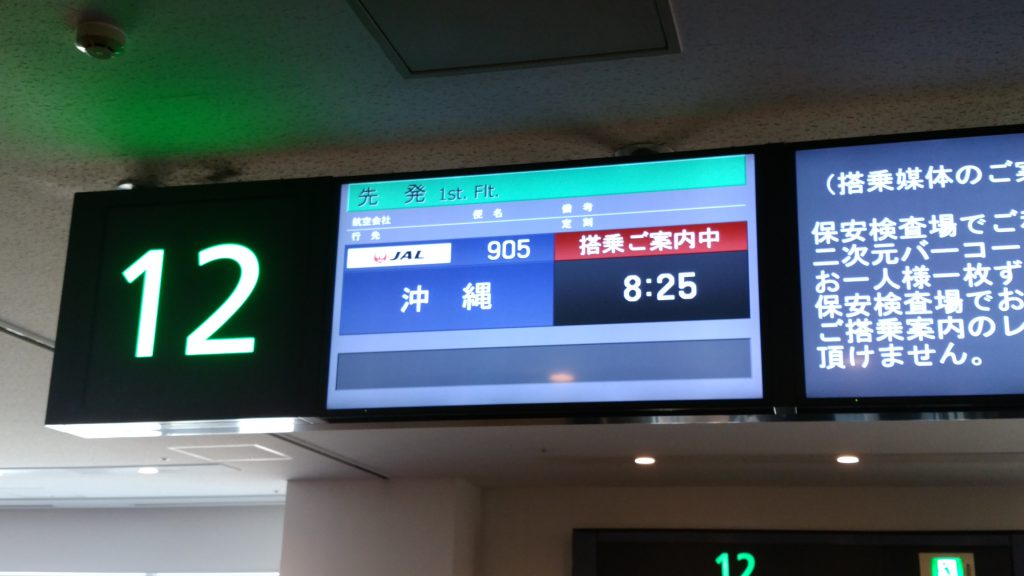 12
先 発 1st. Flt.
航空会社 便 名 備 考
行 先 定 刻
JAL 905 搭乗ご案内中
沖 縄 8:25
(搭乗媒体のご
保安検査場でご
二次元バーコー
お一人様一枚ず
保安検査場でお
ご搭乗案内のレ
頂けません。
12